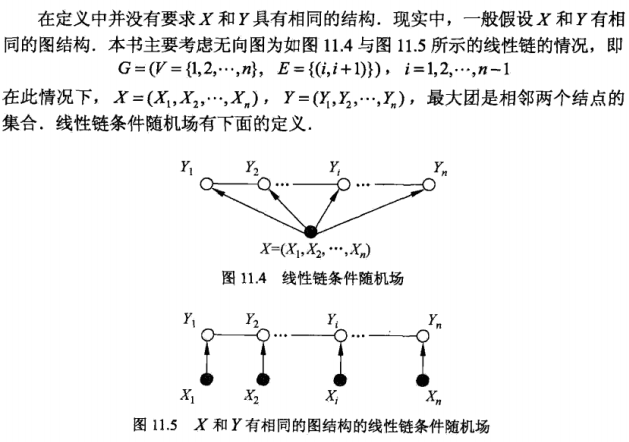 在定义中并没有要求 X 和 Y 具有相同的结构．现实中，一般假设 X 和 Y 有相
同的图结构．本书主要考虑无向图为如图 11.4 与图 11.5 所示的线性链的情况，即
G=(V={1,2,⋯,n}, E={(i,i+1)})，i=1,2,⋯,n−1
在此情况下，X=(X₁,X₂,⋯,Xₙ)，Y=(Y₁,Y₂,⋯,Yₙ)，最大团是相邻两个结点的
集合．线性链条件随机场有下面的定义．
Y₁ Y₂ ⋯ Yᵢ ⋯ Yₙ
X=(X₁,X₂,⋯,Xₙ)
图 11.4 线性链条件随机场
Y₁ Y₂ ⋯ Yᵢ ⋯ Yₙ
X₁ X₂ Xᵢ Xₙ
图 11.5 X 和 Y 有相同的图结构的线性链条件随机场